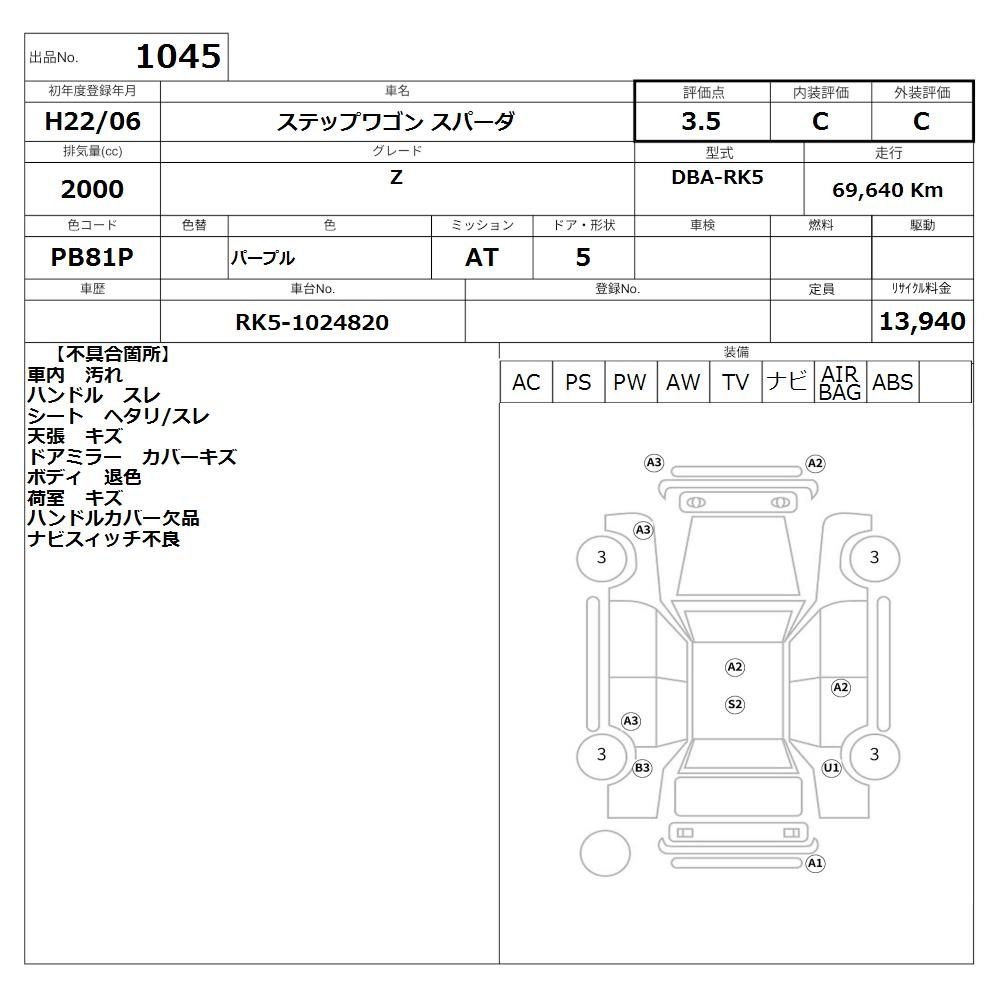 出品No. 1045
初年度登録年月 車名 評価点 内装評価 外装評価
H22/06 ステップワゴン スパーダ 3.5 C C
排気量(cc) グレード 型式 走行
2000 Z DBA-RK5 69,640 Km
色コード 色替 色 ミッション ドア・形状 車検 燃料 駆動
PB81P パープル AT 5
車歴 車台No. 登録No. 定員 ﾘｻｲｸﾙ料金
RK5-1024820 13,940
【不具合箇所】
車内　汚れ
ハンドル　スレ
シート　ヘタリ/スレ
天張　キズ
ドアミラー　カバーキズ
ボディ　退色
荷室　キズ
ハンドルカバー欠品
ナビスィッチ不良
装備
AC PS PW AW TV ナビ AIR BAG ABS
A3 A2
A3
3 3
A2
A2
S2
A3
3 3
B3 U1
A1